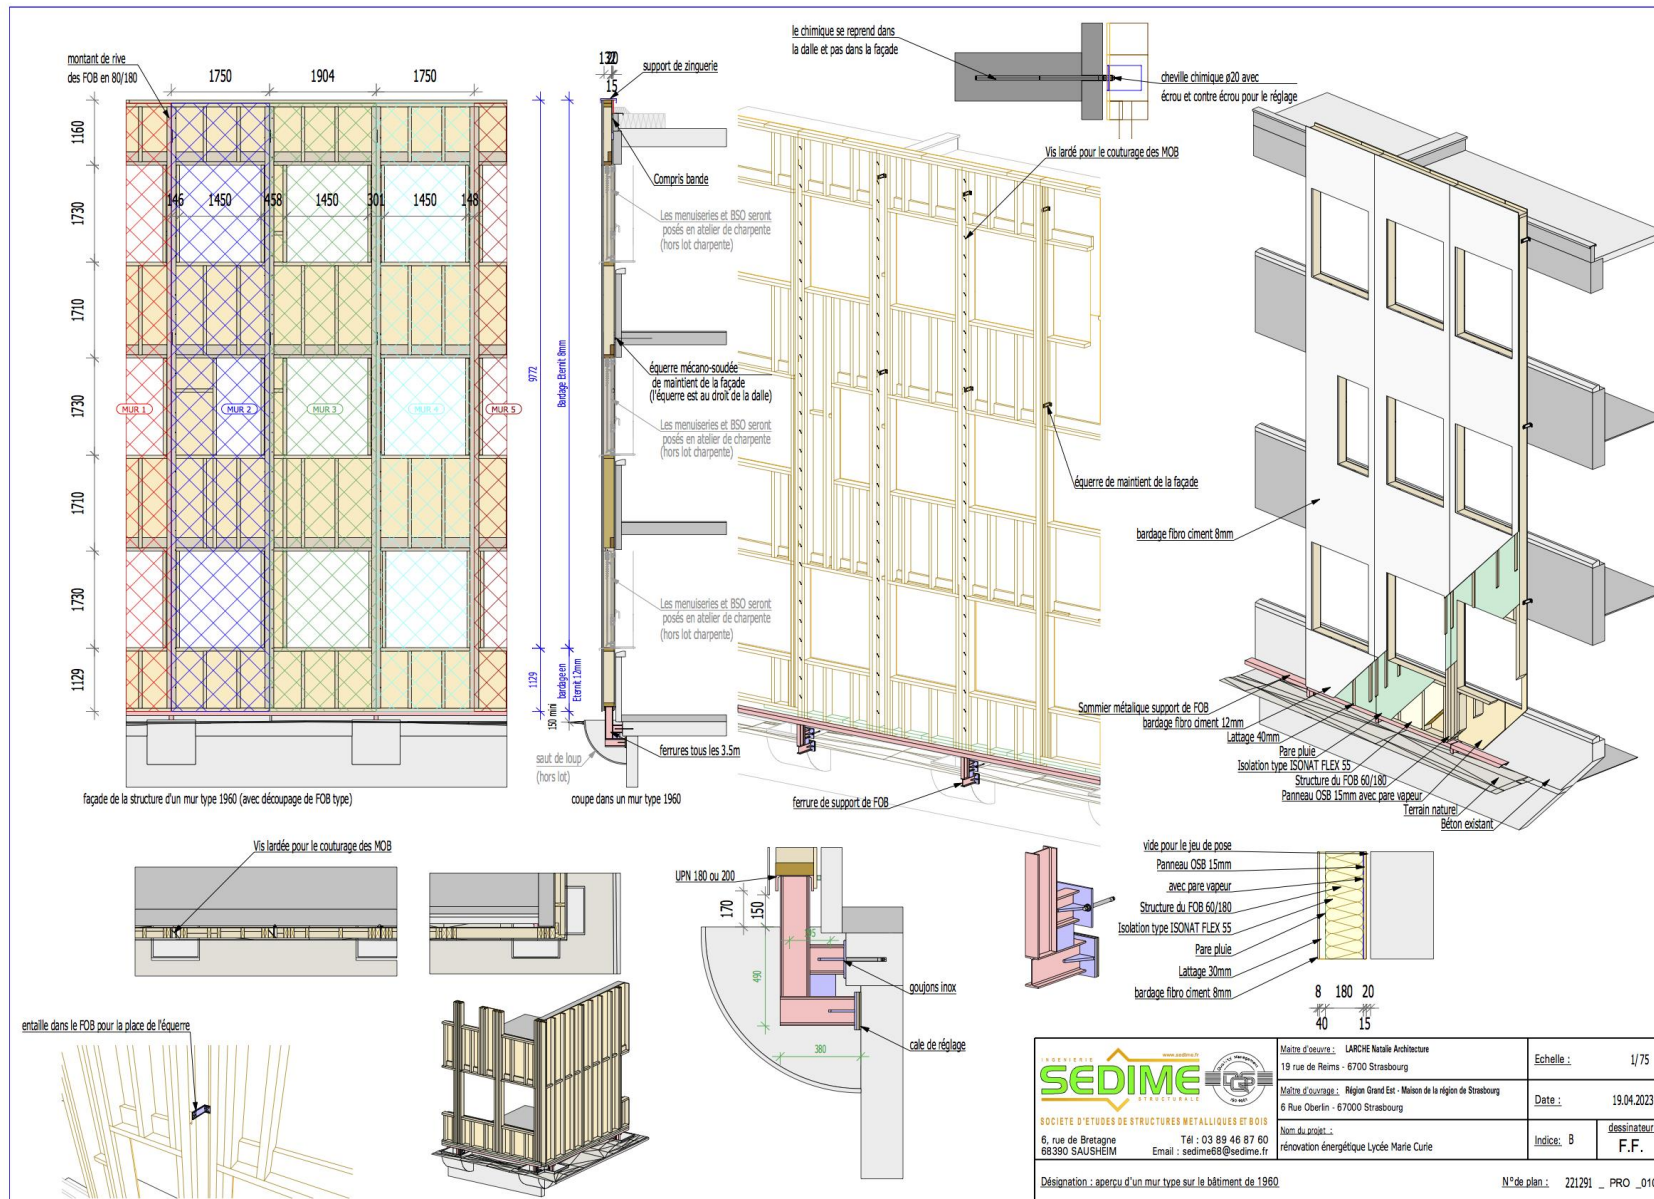 montant de rive
des FOB en 80/180
1750
1904
1750
1160
1730
1710
1730
1710
1730
1129
146
1450
458
1450
301
1450
148
MUR 1
MUR 2
MUR 3
MUR 4
MUR 5
façade de la structure d'un mur type 1960 (avec découpage de FOB type)
20
15
support de zinguerie
Compris bande
Les menuiseries et BSO seront
posés en atelier de charpente
(hors lot charpente)
équerre mécano-soudée
de maintient de la façade
(l'équerre est au droit de la dalle)
Les menuiseries et BSO seront
posés en atelier de charpente
(hors lot charpente)
Les menuiseries et BSO seront
posés en atelier de charpente
(hors lot charpente)
9772
Bardage Eternit 8mm
1129
bardage en
Eternit 12mm
150 mini
saut de loup
(hors lot)
ferrures tous les 3.5m
coupe dans un mur type 1960
le chimique se reprend dans
la dalle et pas dans la façade
cheville chimique ø20 avec
écrou et contre écrou pour le réglage
Vis lardé pour le couturage des MOB
équerre de maintient de la façade
ferrure de support de FOB
bardage fibro ciment 8mm
Sommier métalique support de FOB
bardage fibro ciment 12mm
Lattage 40mm
Pare pluie
Isolation type ISONAT FLEX 55
Structure du FOB 60/180
Panneau OSB 15mm avec pare vapeur
Terrain naturel
Béton existant
Vis lardée pour le couturage des MOB
entaille dans le FOB pour la place de l'équerre
UPN 180 ou 200
170
150
490
380
goujons inox
cale de réglage
vide pour le jeu de pose
Panneau OSB 15mm
avec pare vapeur
Structure du FOB 60/180
Isolation type ISONAT FLEX 55
Pare pluie
Lattage 30mm
bardage fibro ciment 8mm
8 180 20
40 15
INGENIERIE
www.sedime.fr
SEDIME
STRUCTURALE
SOCIETE D'ETUDES DE STRUCTURES METALLIQUES ET BOIS
6, rue de Bretagne
68390 SAUSHEIM
Tél : 03 89 46 87 60
Email : sedime68@sedime.fr
Maitre d'oeuvre : LARCHE Natalie Architecture
19 rue de Reims - 6700 Strasbourg
Maître d'ouvrage : Région Grand Est - Maison de la région de Strasbourg
6 Rue Oberlin - 67000 Strasbourg
Nom du projet :
rénovation énergétique Lycée Marie Curie
Echelle : 1/75
Date : 19.04.2023
Indice: B
dessinateur
F.F.
Désignation : aperçu d'un mur type sur le bâtiment de 1960
N°de plan : 221291 _ PRO _010